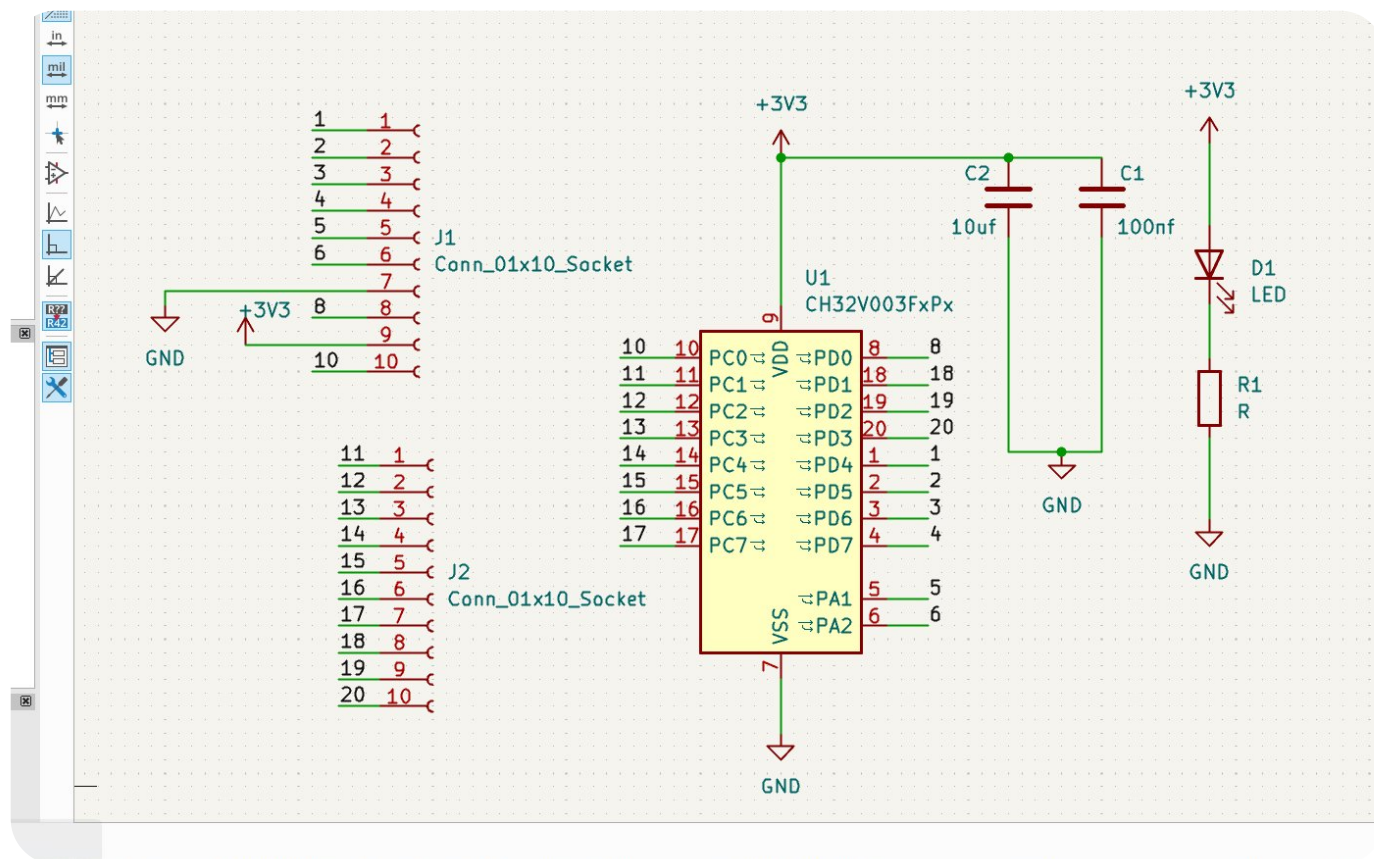 in
mil
mm
R??
R42
1 1
2 2
3 3
4 4
5 5
6 6
7
8 8
9
10 10
J1
Conn_01x10_Socket
GND
+3V3
11 1
12 2
13 3
14 4
15 5
16 6
17 7
18 8
19 9
20 10
J2
Conn_01x10_Socket
+3V3
U1
CH32V003FxPx
9
VDD
10 10 PC0 PD0 8 8
11 11 PC1 PD1 18 18
12 12 PC2 PD2 19 19
13 13 PC3 PD3 20 20
14 14 PC4 PD4 1 1
15 15 PC5 PD5 2 2
16 16 PC6 PD6 3 3
17 17 PC7 PD7 4 4
PA1 5 5
PA2 6 6
VSS
7
GND
C2
10uf
C1
100nf
GND
+3V3
D1
LED
R1
R
GND